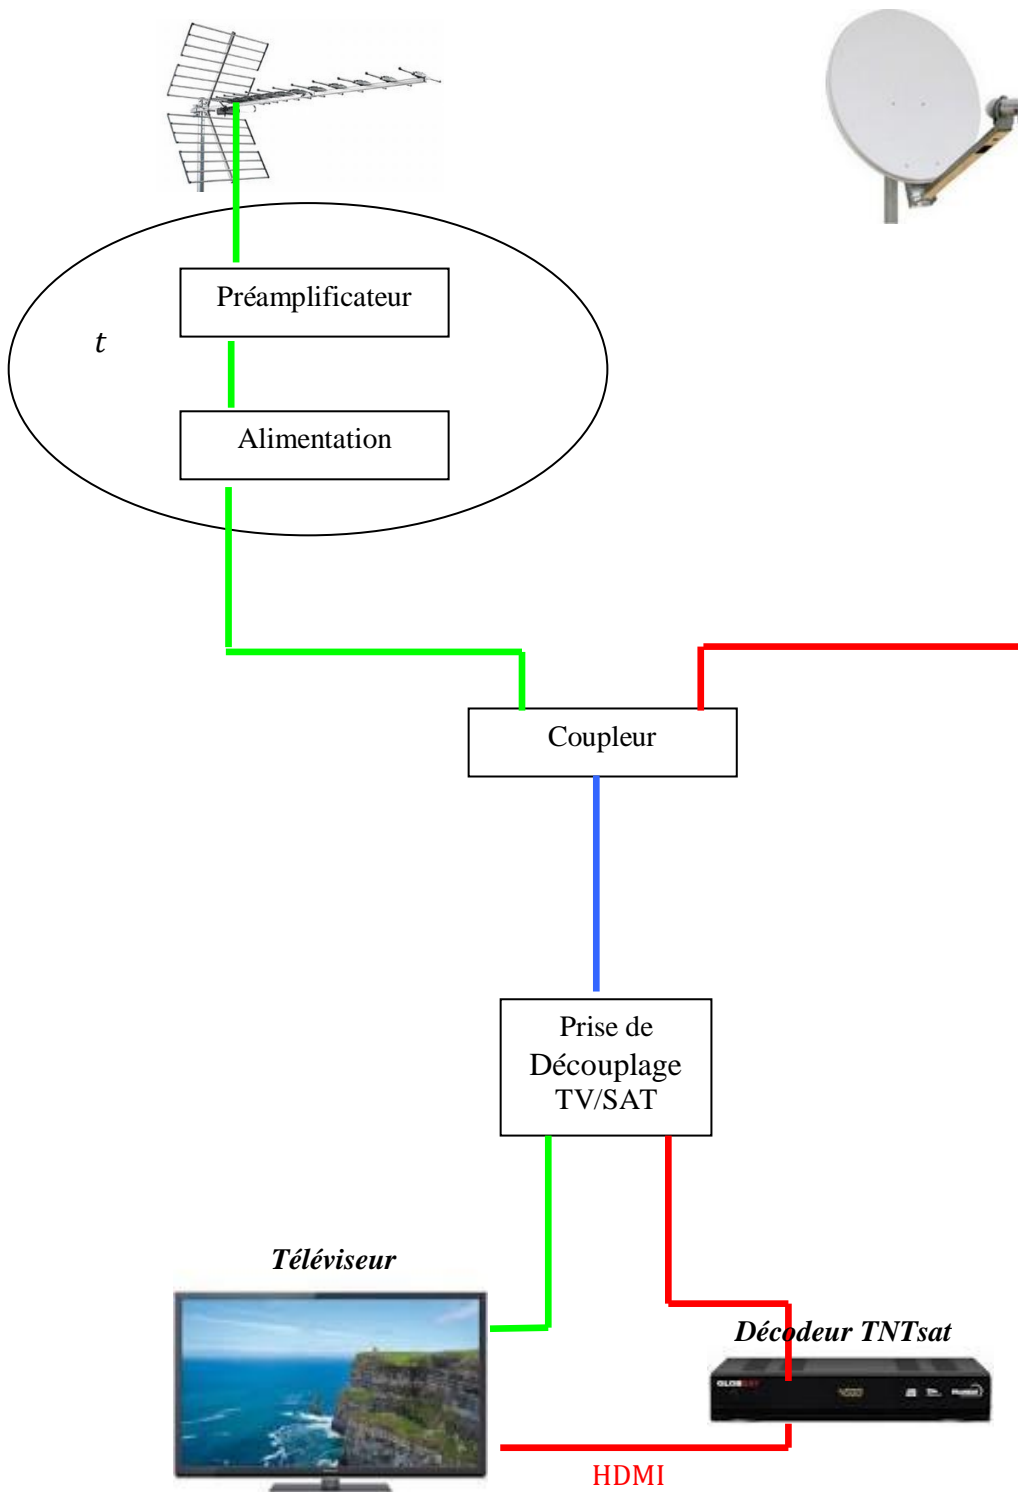 Préamplificateur
t
Alimentation
Coupleur
Prise de
Découplage
TV/SAT
Téléviseur
Décodeur TNTsat
HDMI